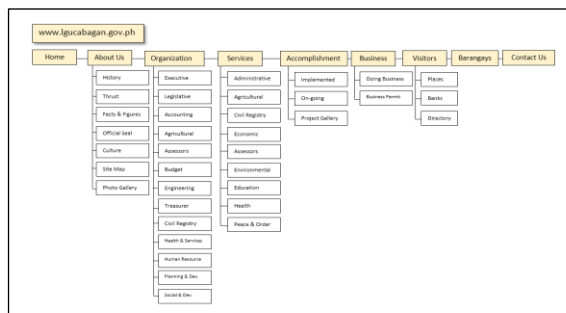 www.lgucabagan.gov.ph
Home
About Us
Organization
Services
Accomplishment
Business
Visitors
Barangays
Contact Us
History
Thrust
Facts & Figures
Official Seal
Culture
Site Map
Photo Gallery
Executive
Legislative
Accounting
Agricultural
Assessors
Budget
Engineering
Treasurer
Civil Registry
Health & Services
Human Resource
Planning & Dev.
Social & Dev.
Administrative
Agricultural
Civil Registry
Economic
Assessors
Environmental
Education
Health
Peace & Order
Implemented
On-going
Project Gallery
Doing Business
Business Permit
Places
Banks
Directory